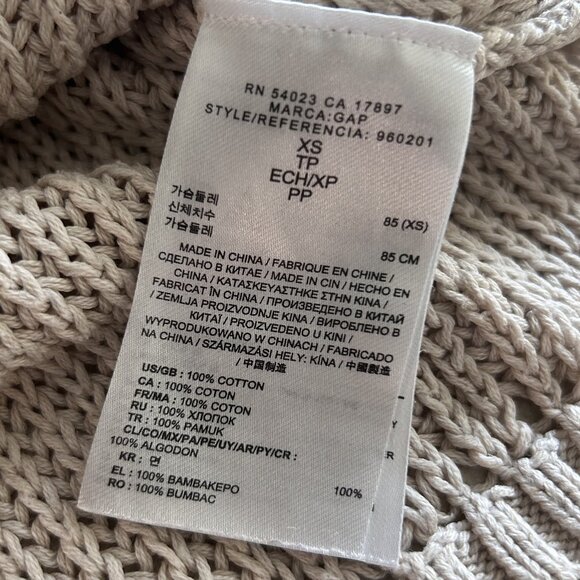 RN 54023 CA 17897
MARCA:GAP
STYLE/REFERENCIA: 960201
XS
TP
ECH/XP
PP
가슴둘레
신체치수 85 (XS)
가슴둘레 85 CM
MADE IN CHINA / FABRIQUE EN CHINE /
СДЕЛАНО В КИТАЕ / MADE IN CIN / HECHO EN
CHINA / ΚΑΤΑΣΚΕΥΑΣΤΗΚΕ ΣΤΗΝ ΚΙΝΑ /
FABRICAT ÎN CHINA / ПРОИЗВЕДЕНО В КИТАЙ
/ ZEMLJA PROIZVODNJE KINA / ВИРОБЛЕНО В
КИТАЇ / PROIZVEDENO U KINI /
WYPRODUKOWANO W CHINACH / FABRICADO
NA CHINA / SZÁRMAZÁSI HELY: KÍNA / 中国制造
/ 中國製造
US/GB : 100% COTTON
CA : 100% COTON
FR/MA : 100% COTON
RU : 100% ХЛОПОК
TR : 100% PAMUK
CL/CO/MX/PA/PE/UY/AR/PY/CR :
100% ALGODON
KR : 면 100%
EL : 100% ΒΑΜΒΑΚΕΡΟ
RO : 100% BUMBAC